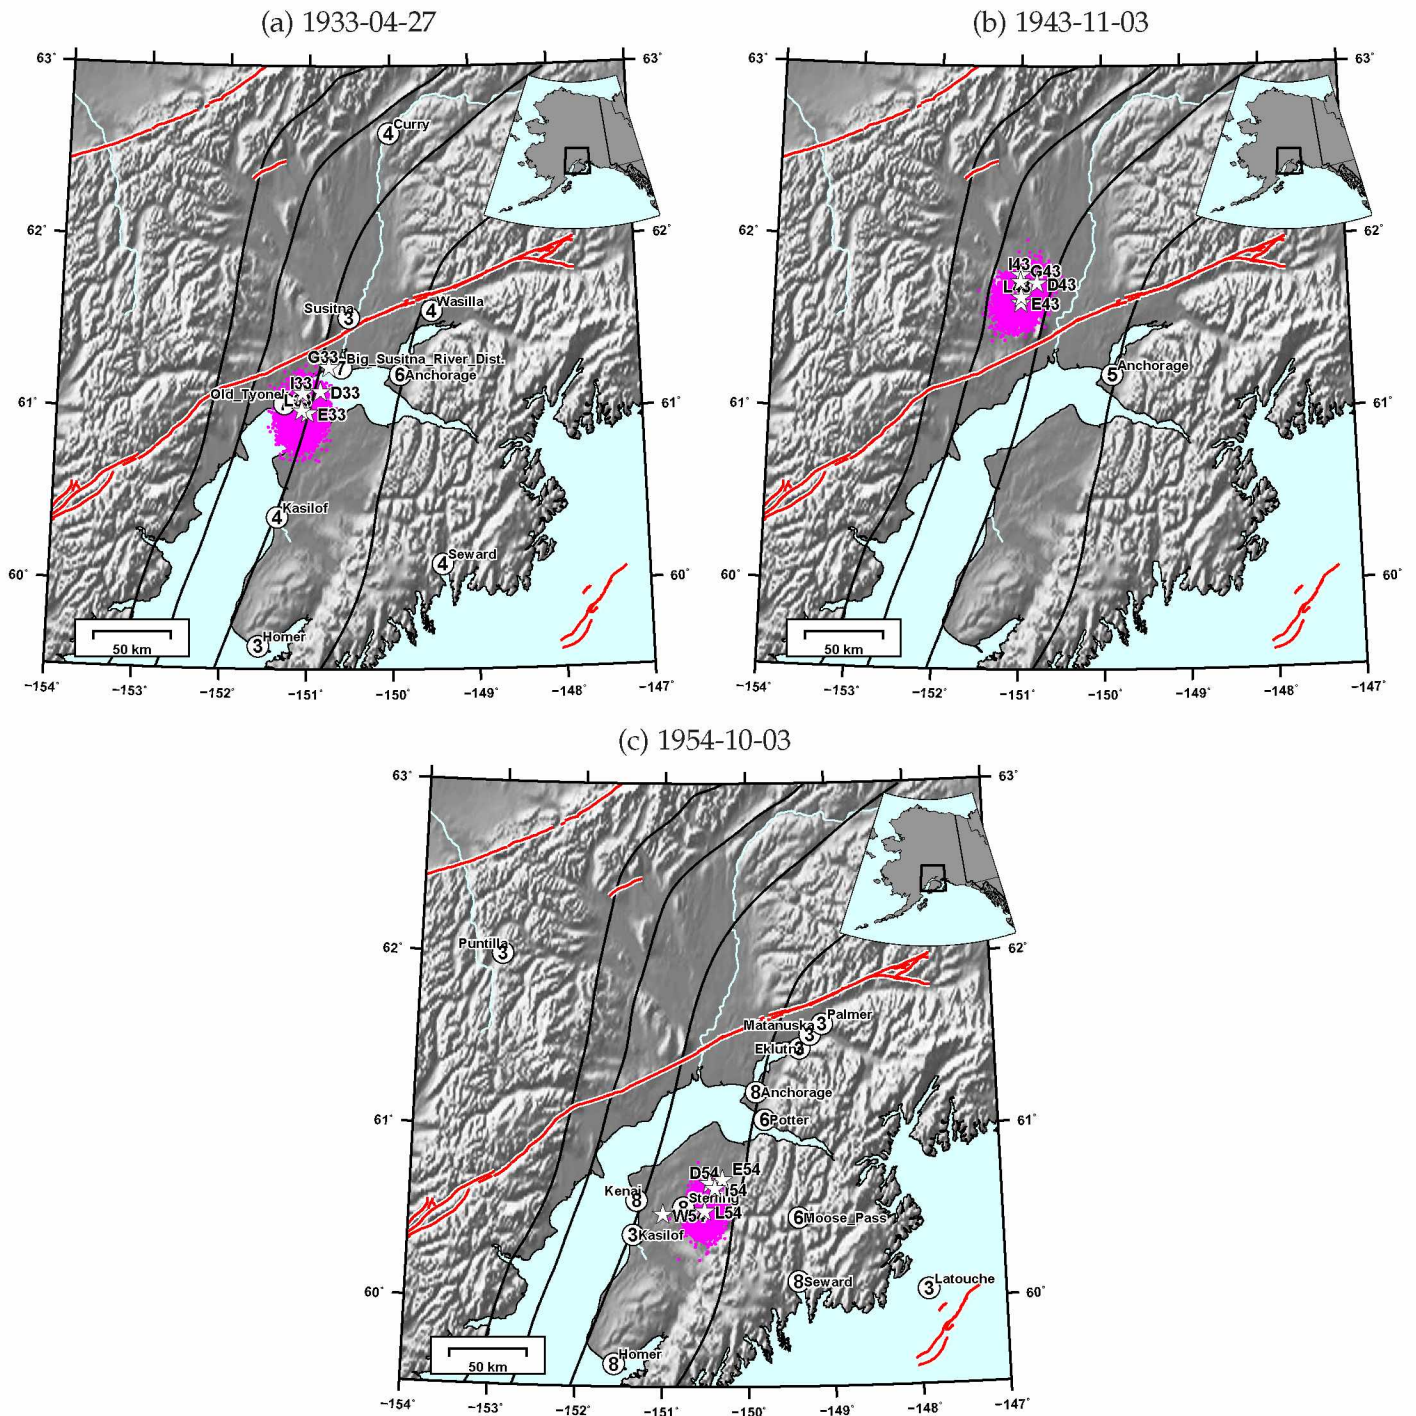 (a) 1933-04-27
63°
63°
4 Curry
62°
62°
Susitna
3
4
Wasilla
G33
7
Big_Susitna_River_Dist.
6 Anchorage
I33
D33
Old_Tyonek
E33
61°
61°
4
Kasilof
4
Seward
60°
60°
3
Homer
50 km
−154°
−153°
−152°
−151°
−150°
−149°
−148°
−147°
(b) 1943-11-03
63°
63°
62°
62°
I43
G43
L43
D43
E43
5
Anchorage
61°
61°
60°
60°
50 km
−154°
−153°
−152°
−151°
−150°
−149°
−148°
−147°
(c) 1954-10-03
63°
63°
Puntilla
3
62°
62°
Palmer
3
Matanuska
3
Eklutna
3
8 Anchorage
6 Potter
61°
61°
D54
E54
I54
Kenai
8
8
Sterling
W54
L54
3 Kasilof
6 Moose_Pass
8 Seward
3
Latouche
60°
60°
8
Homer
50 km
−154°
−153°
−152°
−151°
−150°
−149°
−148°
−147°